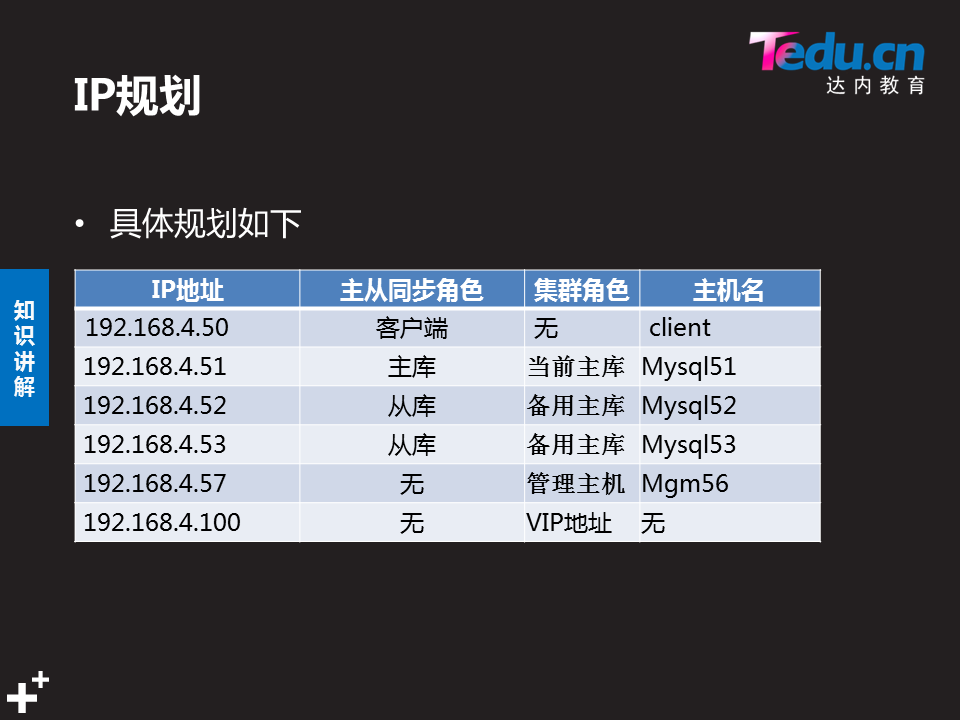 Tedu.cn
达内教育
IP规划
• 具体规划如下
知识讲解
IP地址 主从同步角色 集群角色 主机名
192.168.4.50 客户端 无 client
192.168.4.51 主库 当前主库 Mysql51
192.168.4.52 从库 备用主库 Mysql52
192.168.4.53 从库 备用主库 Mysql53
192.168.4.57 无 管理主机 Mgm56
192.168.4.100 无 VIP地址 无